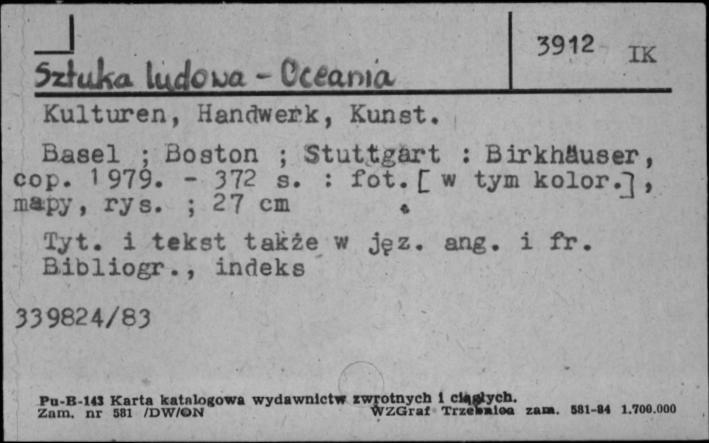 3912 IK
Sztuka ludowa - Oceania
Kulturen, Handwerk, Kunst.
Basel ; Boston ; Stuttgart : Birkhäuser,
cop. 1979. - 372 s. : fot. [ w tym kolor.],
mapy, rys. ; 27 cm
Tyt. i tekst także w jęz. ang. i fr.
Bibliogr., indeks
339824/83
Pu-B-143 Karta katalogowa wydawnictw zwrotnych i ciągłych.
Zam. nr 581 /DW/ON WZGraf Trzebnica zam. 581-84 1.700.000